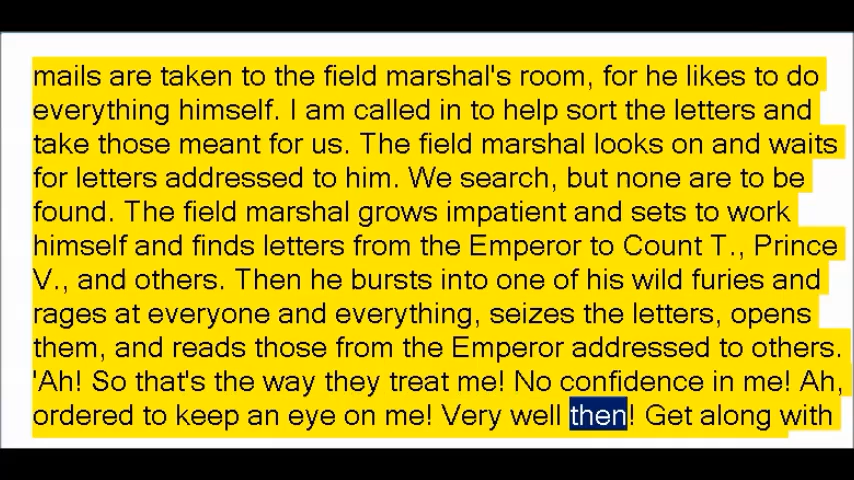 mails are taken to the field marshal's room, for he likes to do
everything himself. I am called in to help sort the letters and
take those meant for us. The field marshal looks on and waits
for letters addressed to him. We search, but none are to be
found. The field marshal grows impatient and sets to work
himself and finds letters from the Emperor to Count T., Prince
V., and others. Then he bursts into one of his wild furies and
rages at everyone and everything, seizes the letters, opens
them, and reads those from the Emperor addressed to others.
'Ah! So that's the way they treat me! No confidence in me! Ah,
ordered to keep an eye on me! Very well then! Get along with